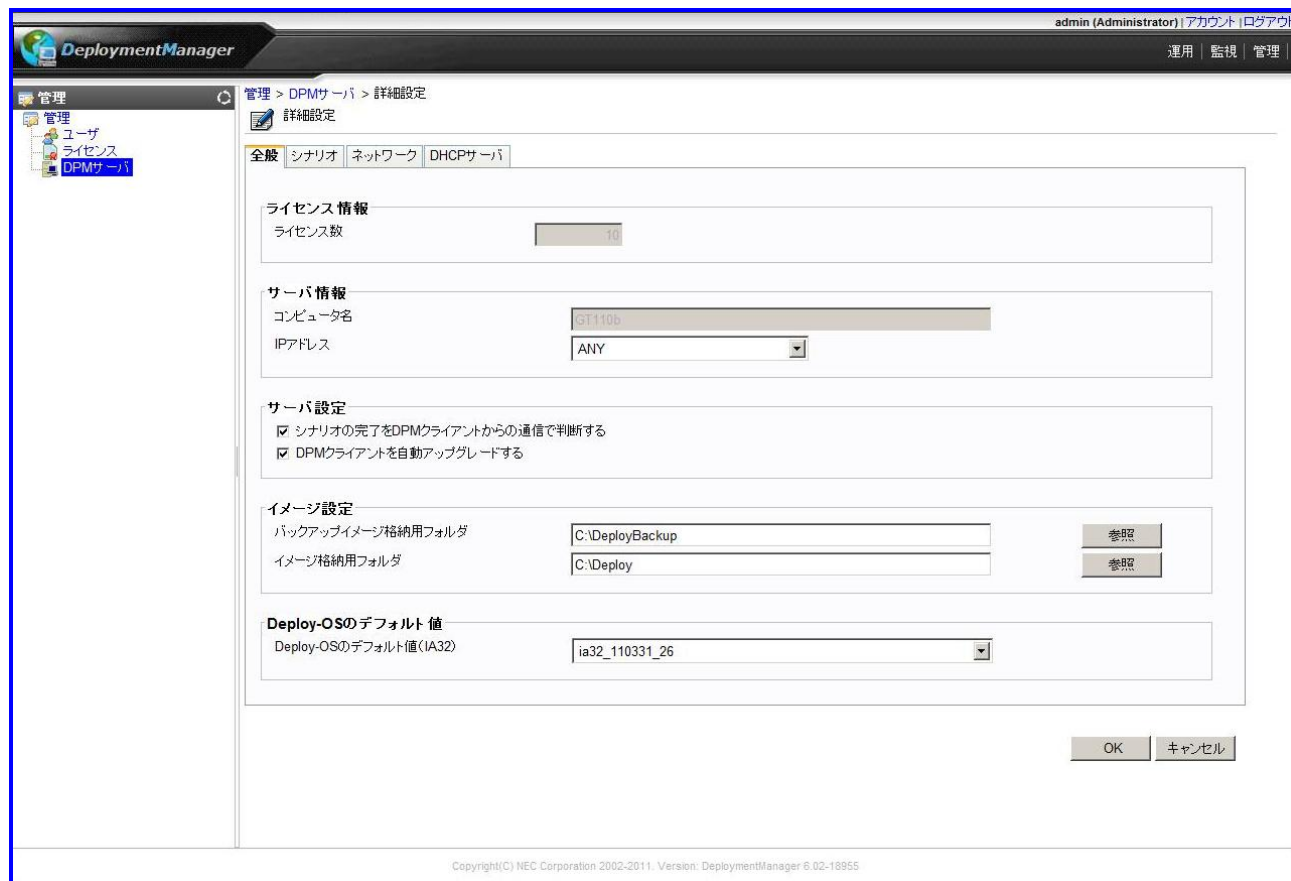 admin (Administrator) | アカウント | ログアウト
DeploymentManager
運用 | 監視 | 管理 |
管理
管理 > DPMサーバ > 詳細設定
管理
詳細設定
ユーザ
ライセンス
DPMサーバ
全般 シナリオ ネットワーク DHCPサーバ
ライセンス情報
ライセンス数 10
サーバ情報
コンピュータ名 GT110b
IPアドレス ANY
サーバ設定
シナリオの完了をDPMクライアントからの通信で判断する
DPMクライアントを自動アップグレードする
イメージ設定
バックアップイメージ格納用フォルダ C:\DeployBackup 参照
イメージ格納用フォルダ C:\Deploy 参照
Deploy-OSのデフォルト値
Deploy-OSのデフォルト値(IA32) ia32_110331_26
OK キャンセル
Copyright(C) NEC Corporation 2002-2011. Version: DeploymentManager 6.02-18955